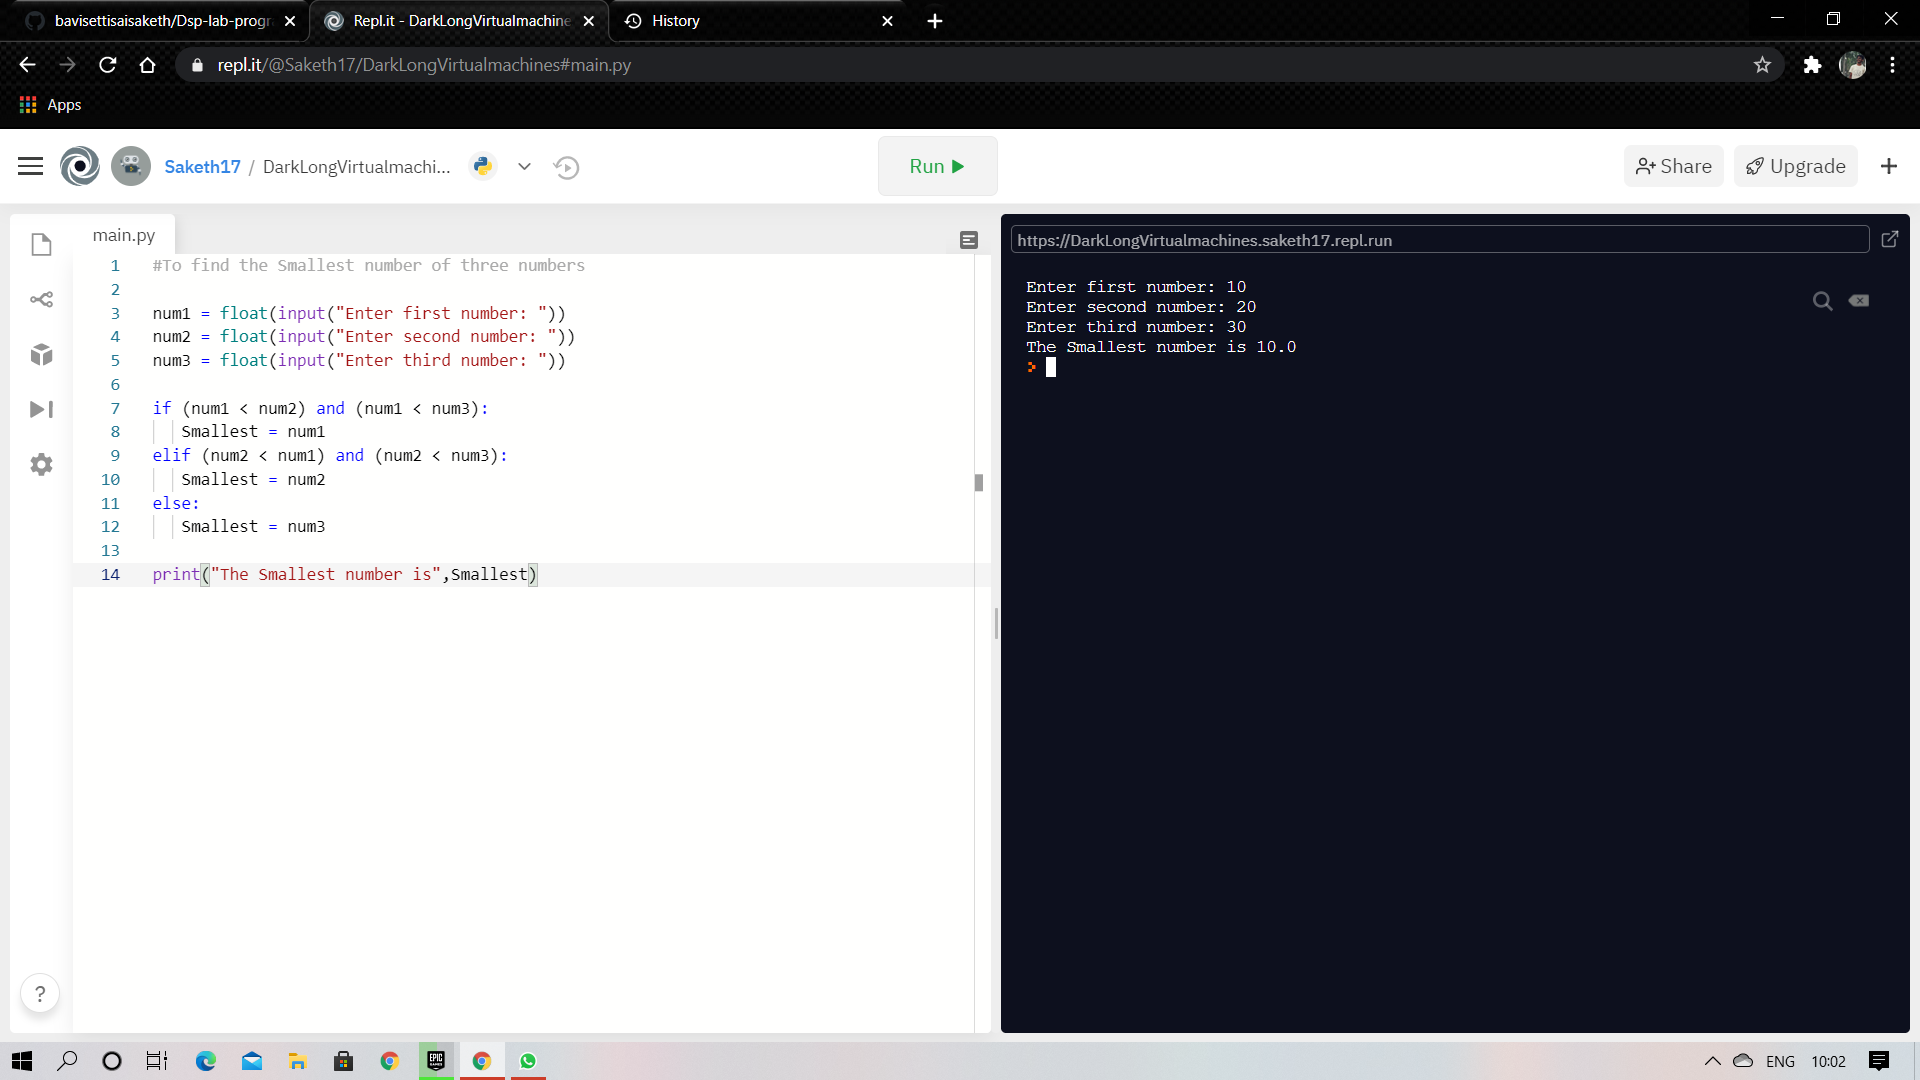 bavisettisaisaketh/Dsp-lab-progr
Repl.it - DarkLongVirtualmachine
History
repl.it/@Saketh17/DarkLongVirtualmachines#main.py
Apps
Saketh17 / DarkLongVirtualmachi...
Run
Share
Upgrade
main.py
1 #To find the Smallest number of three numbers
2
3 num1 = float(input("Enter first number: "))
4 num2 = float(input("Enter second number: "))
5 num3 = float(input("Enter third number: "))
6
7 if (num1 < num2) and (num1 < num3):
8 Smallest = num1
9 elif (num2 < num1) and (num2 < num3):
10 Smallest = num2
11 else:
12 Smallest = num3
13
14 print("The Smallest number is",Smallest)
https://DarkLongVirtualmachines.saketh17.repl.run
Enter first number: 10
Enter second number: 20
Enter third number: 30
The Smallest number is 10.0
>
?
EPIC GAMES
ENG
10:02